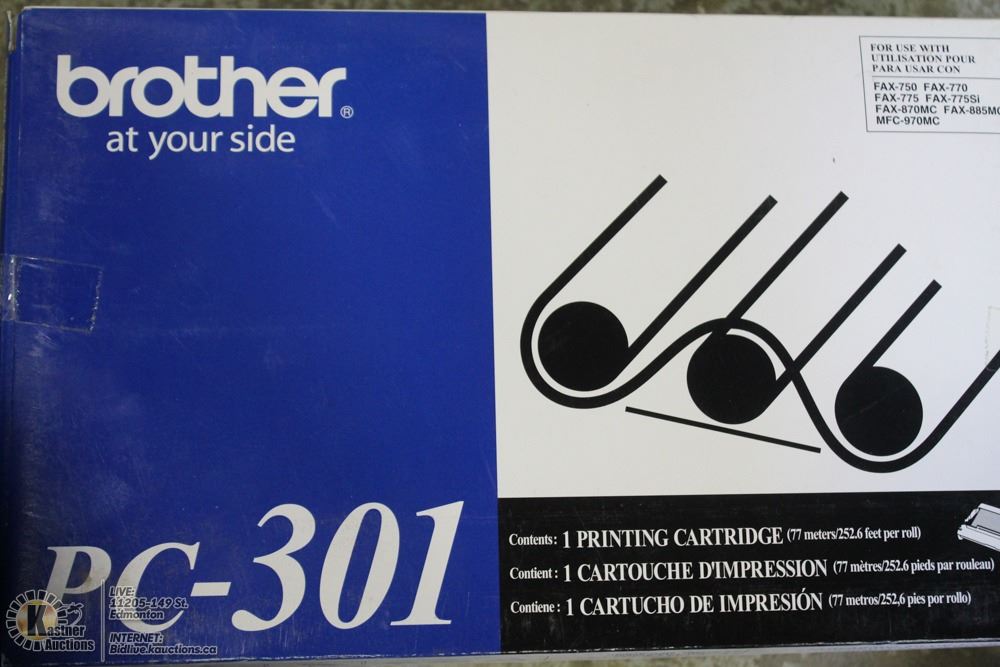 brother®
at your side
FOR USE WITH
UTILISATION POUR
PARA USAR CON
FAX-750 FAX-770
FAX-775 FAX-775Si
FAX-870MC FAX-885MC
MFC-970MC
PC-301
Contents: 1 PRINTING CARTRIDGE (77 meters/252.6 feet per roll)
Contient: 1 CARTOUCHE D'IMPRESSION (77 mètres/252.6 pieds par rouleau)
Contiene: 1 CARTUCHO DE IMPRESIÓN (77 metros/252,6 pies por rollo)
Kastner
Auctions
LIVE:
11205-149 St.
Edmonton
INTERNET:
Bidlive.kauctions.ca